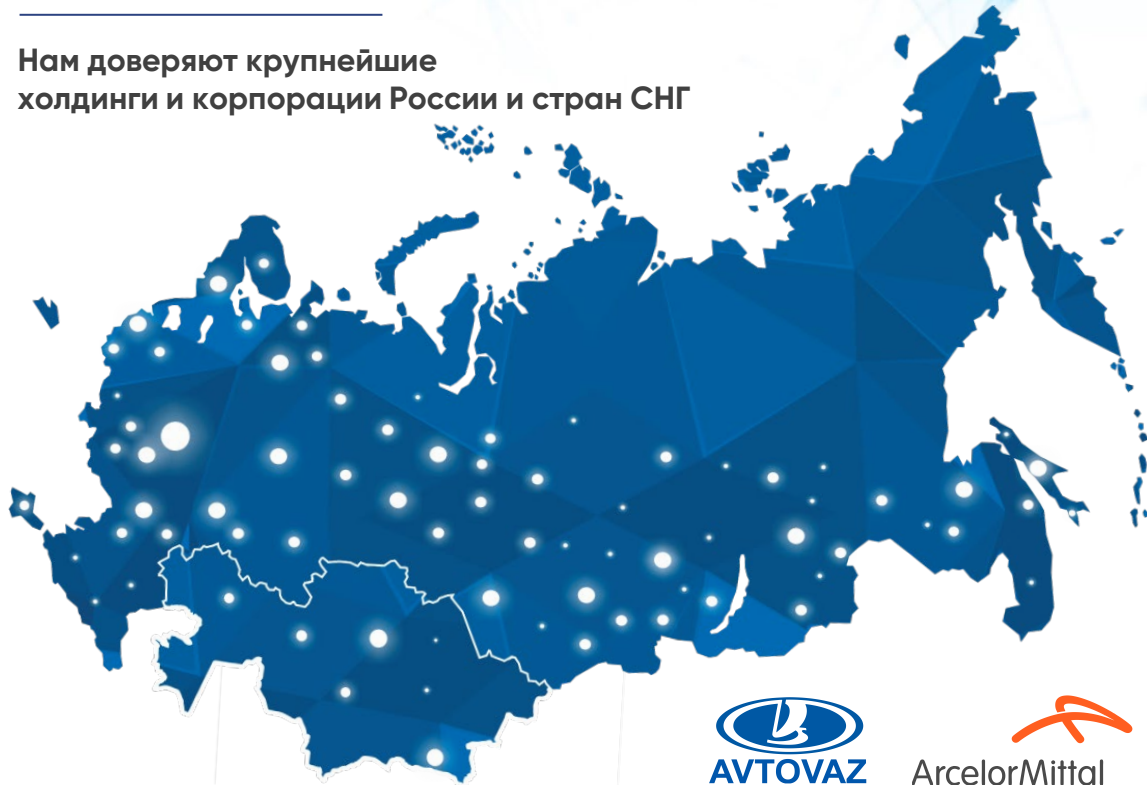 Нам доверяют крупнейшие
холдинги и корпорации России и стран СНГ
AVTOVAZ
ArcelorMittal